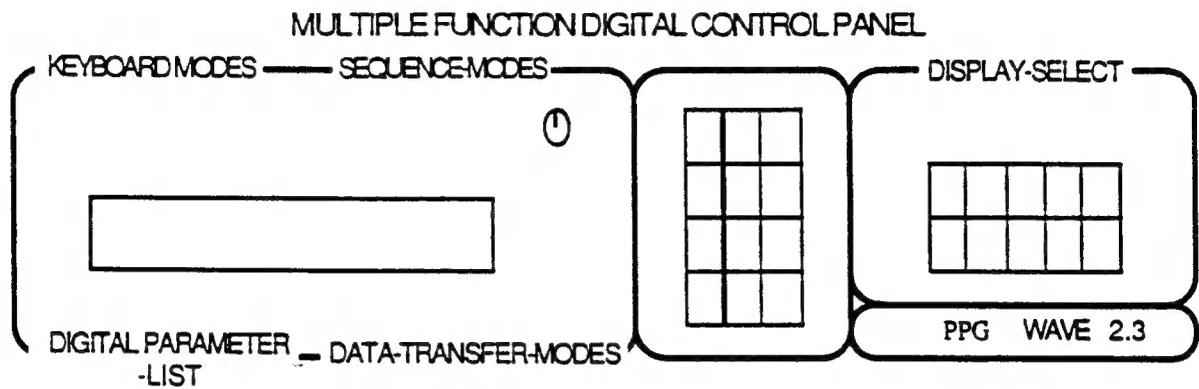 MULTIPLE FUNCTION DIGITAL CONTROL PANEL
KEYBOARD MODES
SEQUENCE-MODES
DISPLAY-SELECT
PPG WAVE 2.3
DIGITAL PARAMETER
-LIST
DATA-TRANSFER-MODES